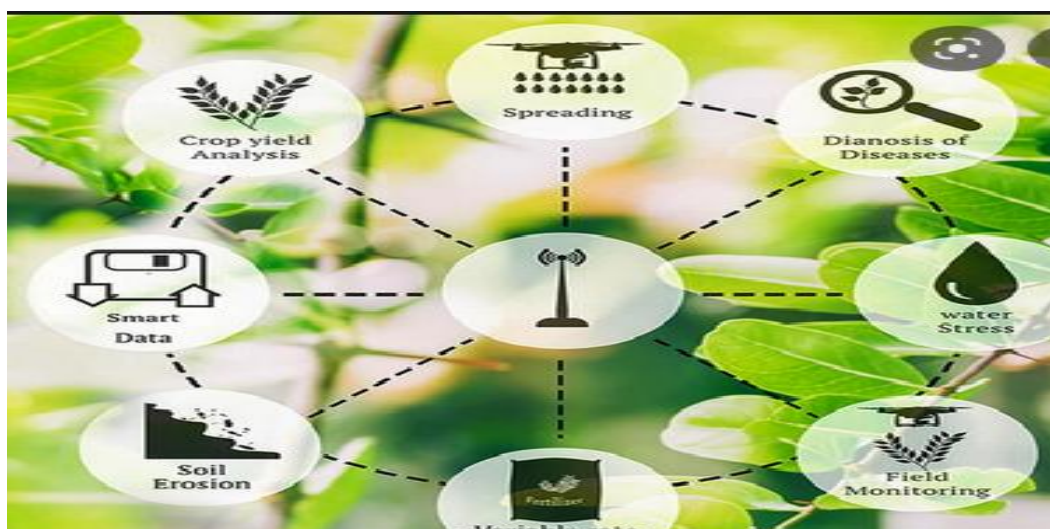 Spreading
Crop yield
Analysis
Dianosis of
Diseases
Smart
Data
water
Stress
Soil
Erosion
Fertilizer
Field
Monitoring